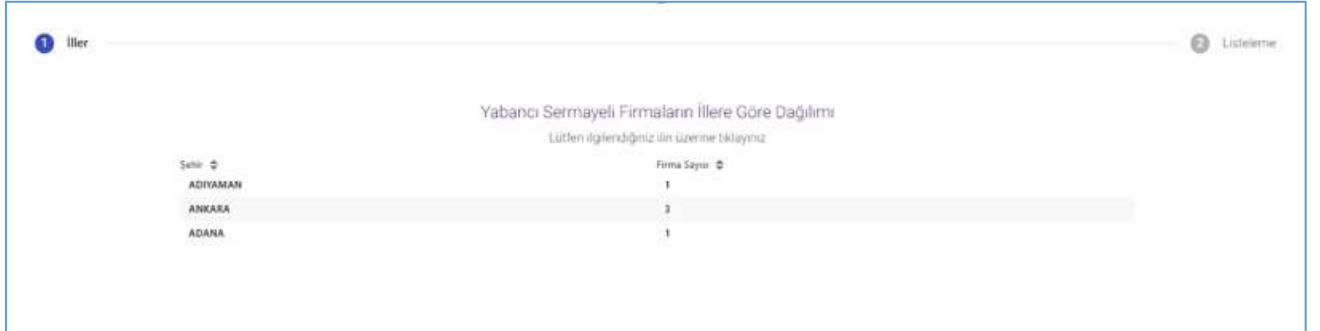 1 İller
2 Listeleme
Yabancı Sermayeli Firmaların İllere Göre Dağılımı
Lütfen ilgilendiğiniz ilin üzerine tıklayınız
Şehir Firma Sayısı
ADIYAMAN 1
ANKARA 3
ADANA 1